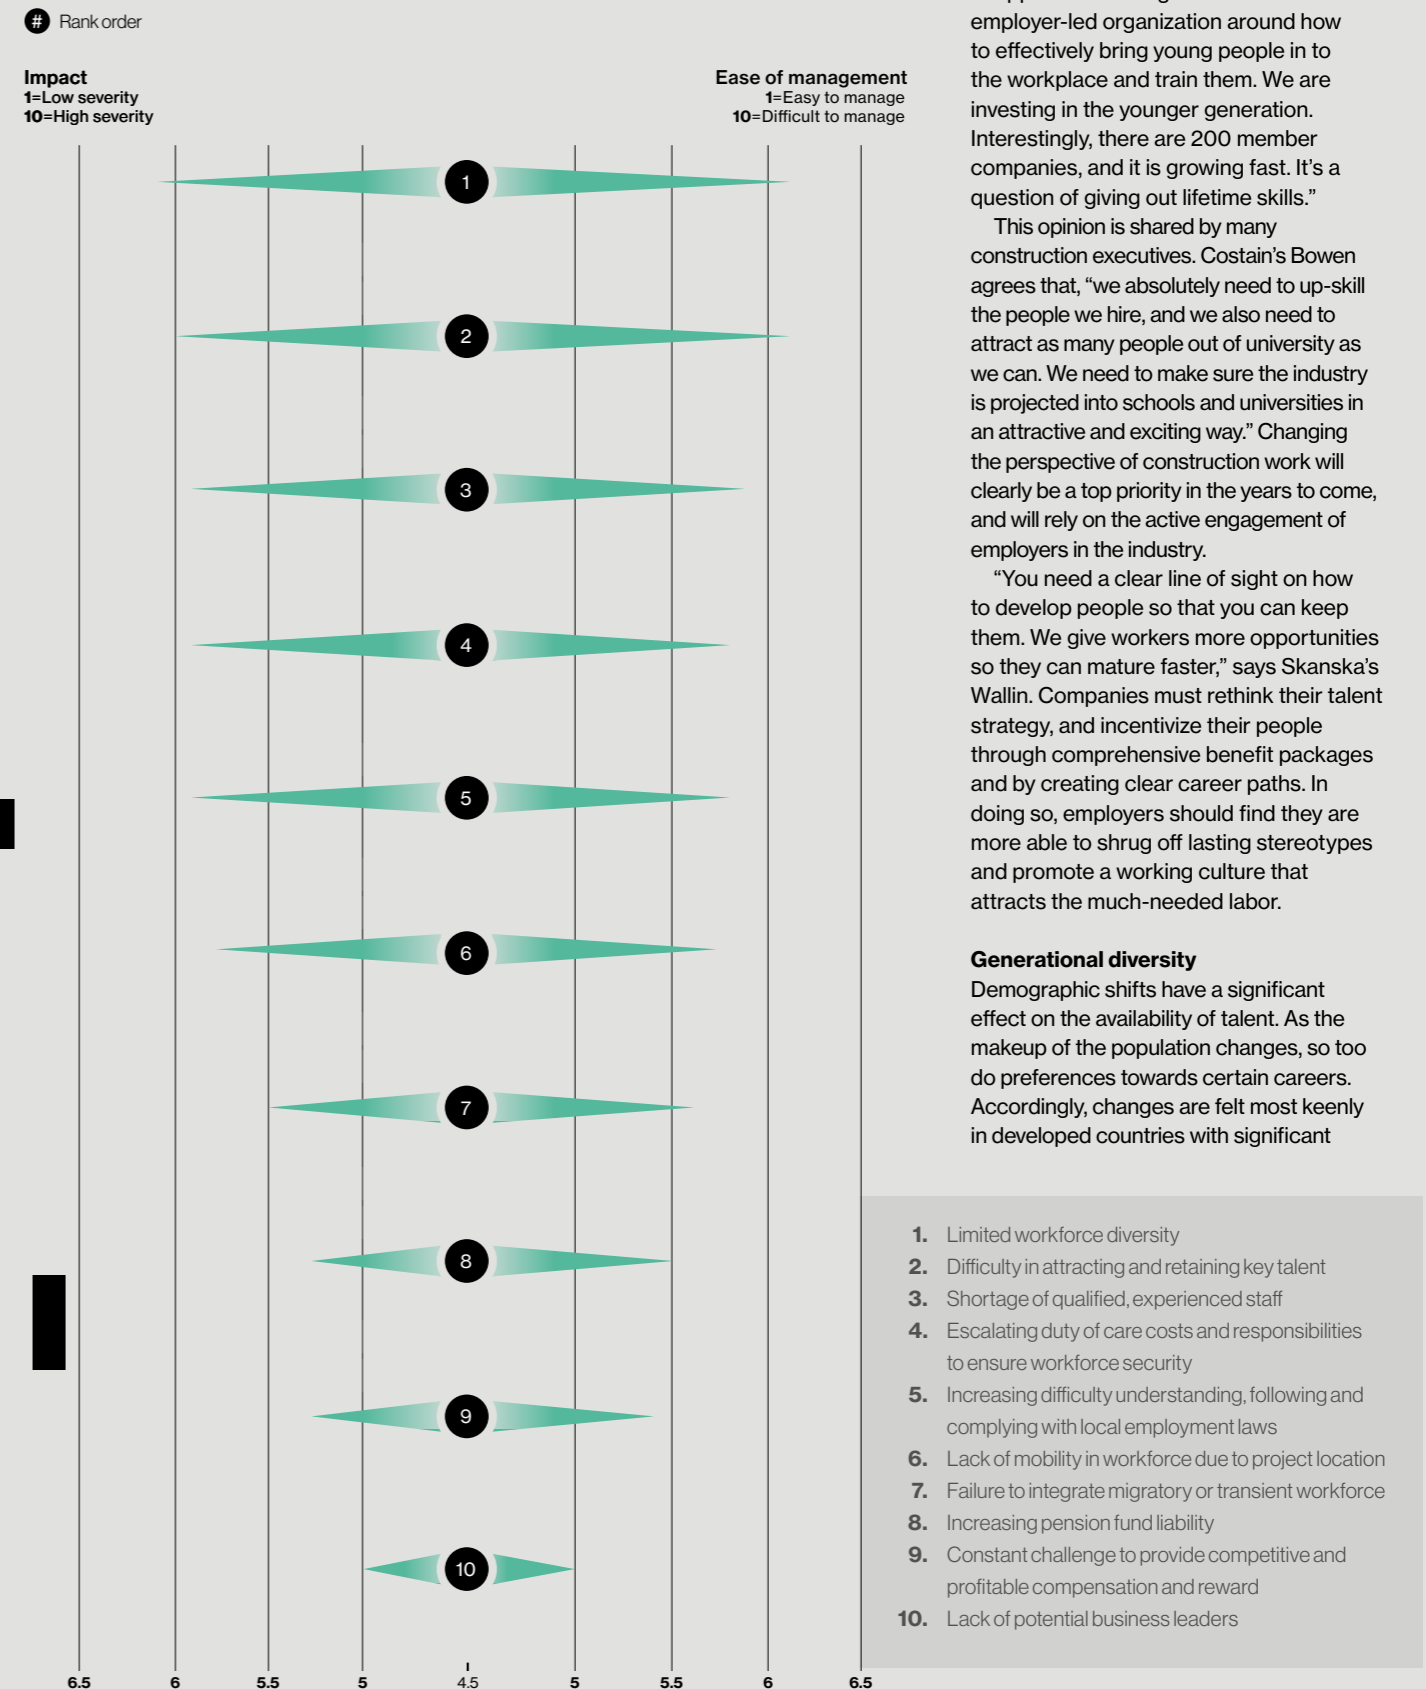 # Rank order
Impact
1=Low severity
10=High severity
Ease of management
1=Easy to manage
10=Difficult to manage
1
2
3
4
5
6
7
8
9
10
6.5 6 5.5 5 4.5 5 5.5 6 6.5
employer-led organization around how
to effectively bring young people in to
the workplace and train them. We are
investing in the younger generation.
Interestingly, there are 200 member
companies, and it is growing fast. It’s a
question of giving out lifetime skills.”
This opinion is shared by many
construction executives. Costain’s Bowen
agrees that, “we absolutely need to up-skill
the people we hire, and we also need to
attract as many people out of university as
we can. We need to make sure the industry
is projected into schools and universities in
an attractive and exciting way.” Changing
the perspective of construction work will
clearly be a top priority in the years to come,
and will rely on the active engagement of
employers in the industry.
“You need a clear line of sight on how
to develop people so that you can keep
them. We give workers more opportunities
so they can mature faster,” says Skanska’s
Wallin. Companies must rethink their talent
strategy, and incentivize their people
through comprehensive benefit packages
and by creating clear career paths. In
doing so, employers should find they are
more able to shrug off lasting stereotypes
and promote a working culture that
attracts the much-needed labor.
Generational diversity
Demographic shifts have a significant
effect on the availability of talent. As the
makeup of the population changes, so too
do preferences towards certain careers.
Accordingly, changes are felt most keenly
in developed countries with significant
1. Limited workforce diversity
2. Difficulty in attracting and retaining key talent
3. Shortage of qualified, experienced staff
4. Escalating duty of care costs and responsibilities
to ensure workforce security
5. Increasing difficulty understanding, following and
complying with local employment laws
6. Lack of mobility in workforce due to project location
7. Failure to integrate migratory or transient workforce
8. Increasing pension fund liability
9. Constant challenge to provide competitive and
profitable compensation and reward
10. Lack of potential business leaders